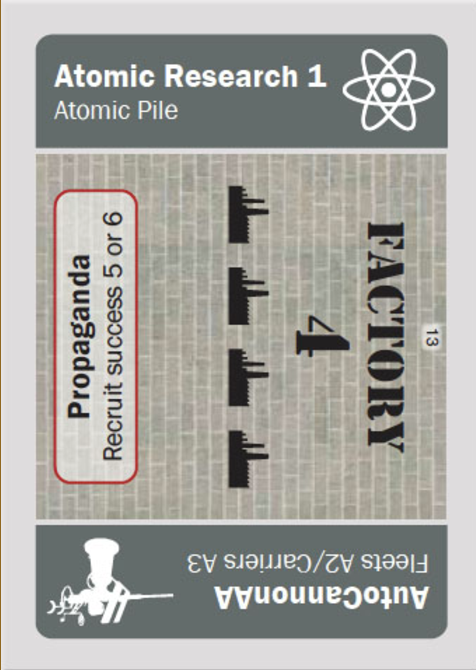 Atomic Research 1
Atomic Pile
Propaganda
Recruit success 5 or 6
FACTORY
4
13
AutoCannonAA
Fleets A2/Carriers A3